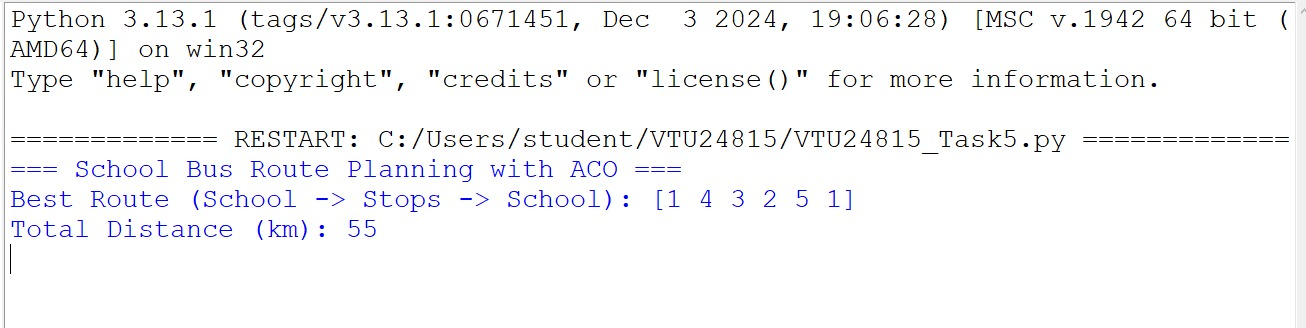 Python 3.13.1 (tags/v3.13.1:0671451, Dec  3 2024, 19:06:28) [MSC v.1942 64 bit (
AMD64)] on win32
Type "help", "copyright", "credits" or "license()" for more information.
============= RESTART: C:/Users/student/VTU24815/VTU24815_Task5.py =============
=== School Bus Route Planning with ACO ===
Best Route (School -> Stops -> School): [1 4 3 2 5 1]
Total Distance (km): 55